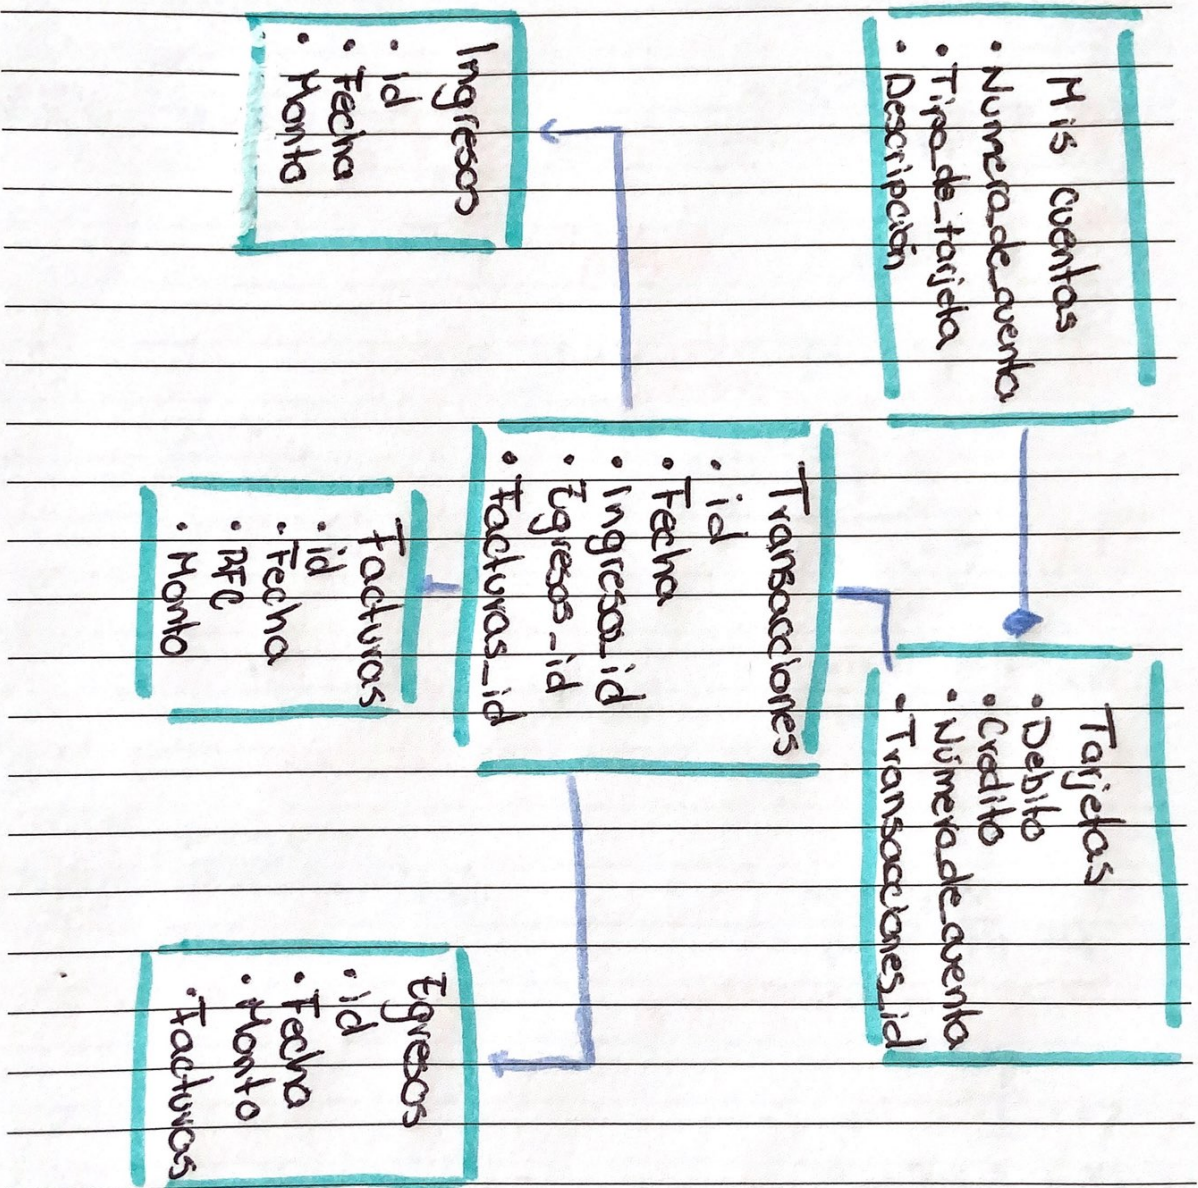 Mis cuentas
• Numero_de_cuenta
• Tipo_de_tarjeta
• Descripción
Tarjetas
• Debito
• Credito
• Número_de_cuenta
• Transacciones_id
Transacciones
• id
• Fecha
• Ingresos_id
• Egresos_id
• Facturas_id
Ingresos
• id
• Fecha
• Monto
Facturas
• id
• Fecha
• RFC
• Monto
Egresos
• id
• Fecha
• Monto
• Facturas